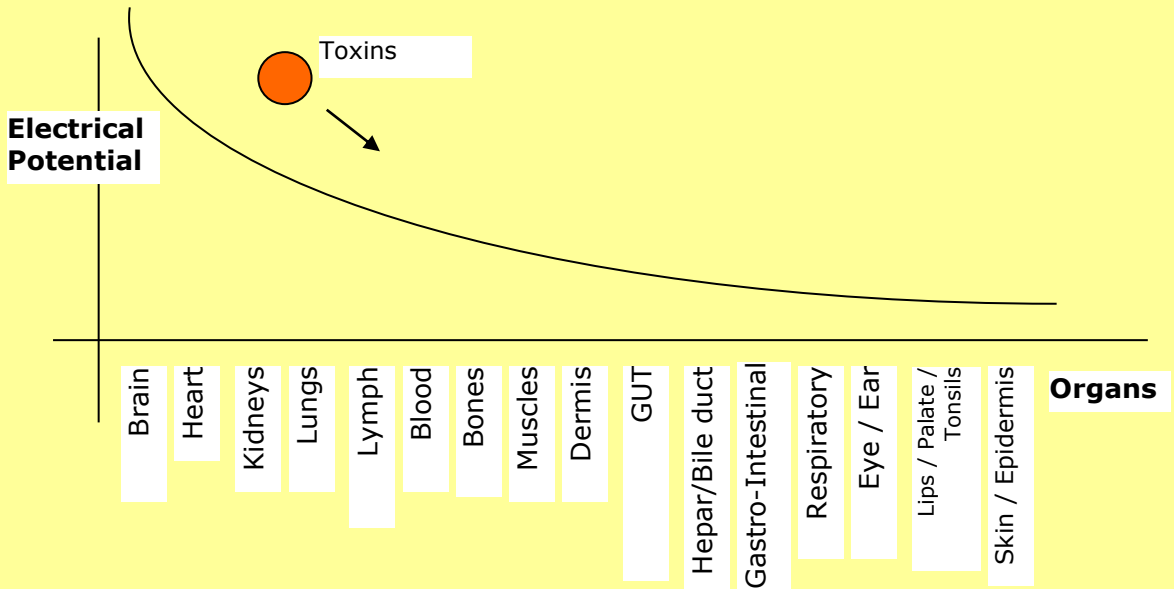 Toxins
Electrical
Potential
Brain
Heart
Kidneys
Lungs
Lymph
Blood
Bones
Muscles
Dermis
GUT
Hepar/Bile duct
Gastro-Intestinal
Respiratory
Eye / Ear
Lips / Palate /
Tonsils
Skin / Epidermis
Organs